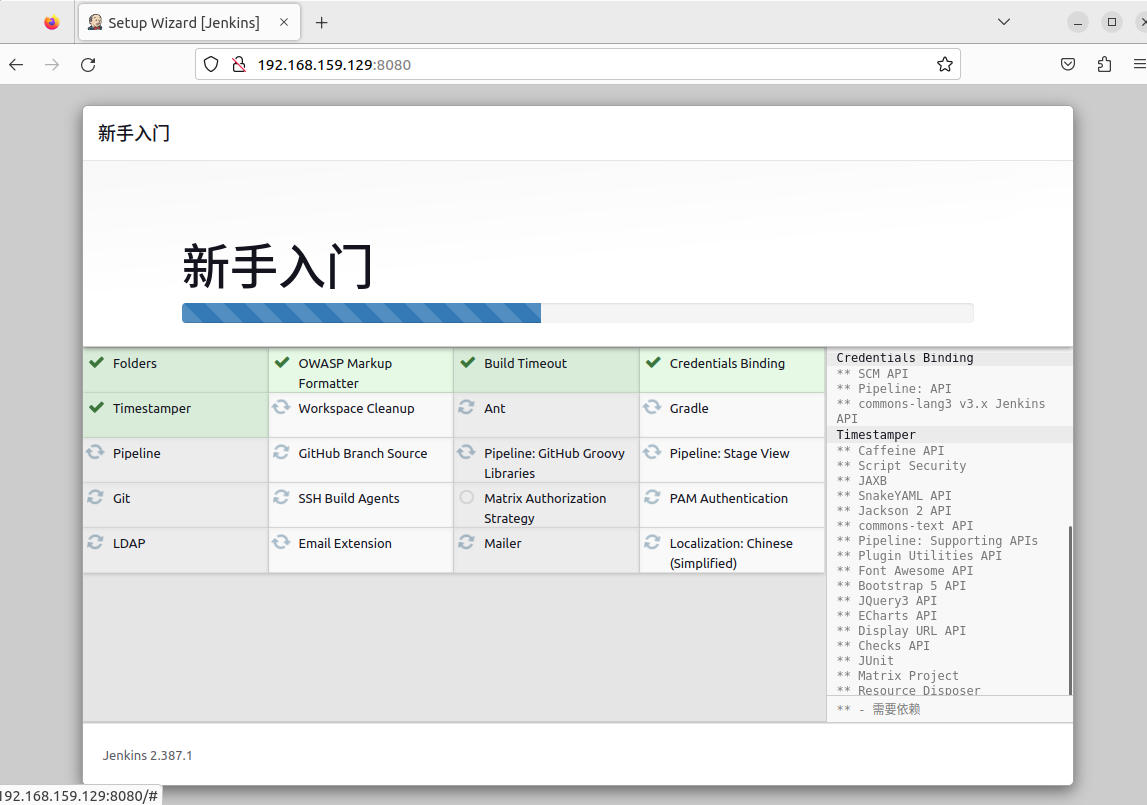 Setup Wizard [Jenkins]
192.168.159.129:8080
新手入门
新手入门
Folders
OWASP Markup
Formatter
Build Timeout
Credentials Binding
Timestamper
Workspace Cleanup
Ant
Gradle
Pipeline
GitHub Branch Source
Pipeline: GitHub Groovy
Libraries
Pipeline: Stage View
Git
SSH Build Agents
Matrix Authorization
Strategy
PAM Authentication
LDAP
Email Extension
Mailer
Localization: Chinese
(Simplified)
Credentials Binding
** SCM API
** Pipeline: API
** commons-lang3 v3.x Jenkins
API
Timestamper
** Caffeine API
** Script Security
** JAXB
** SnakeYAML API
** Jackson 2 API
** commons-text API
** Pipeline: Supporting APIs
** Plugin Utilities API
** Font Awesome API
** Bootstrap 5 API
** JQuery3 API
** ECharts API
** Display URL API
** Checks API
** JUnit
** Matrix Project
** Resource Disposer
** - 需要依赖
Jenkins 2.387.1
192.168.159.129:8080/#